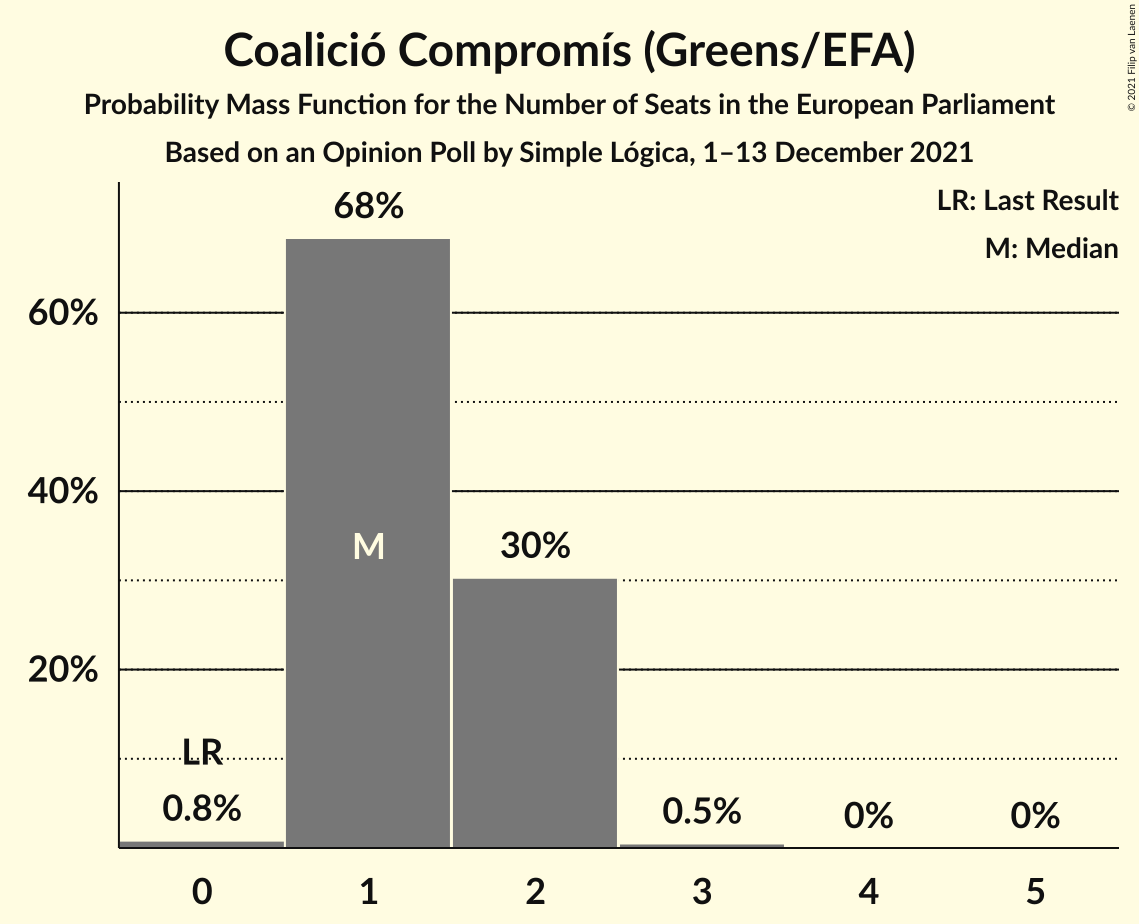 Coalició Compromís (Greens/EFA)
Probability Mass Function for the Number of Seats in the European Parliament
Based on an Opinion Poll by Simple Lógica, 1–13 December 2021
© 2021 Filip van Laenen
LR: Last Result
M: Median
68%
60%
40%
M
30%
20%
LR
0.8%
0.5%
0%
0%
0 1 2 3 4 5